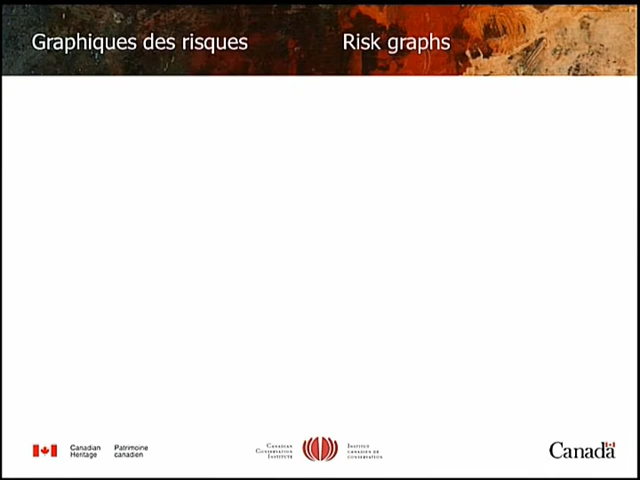 Graphiques des risques
Risk graphs
Canadian
Heritage
Patrimoine
canadien
Canadian
Conservation
Institute
Institut
canadien de
conservation
Canada